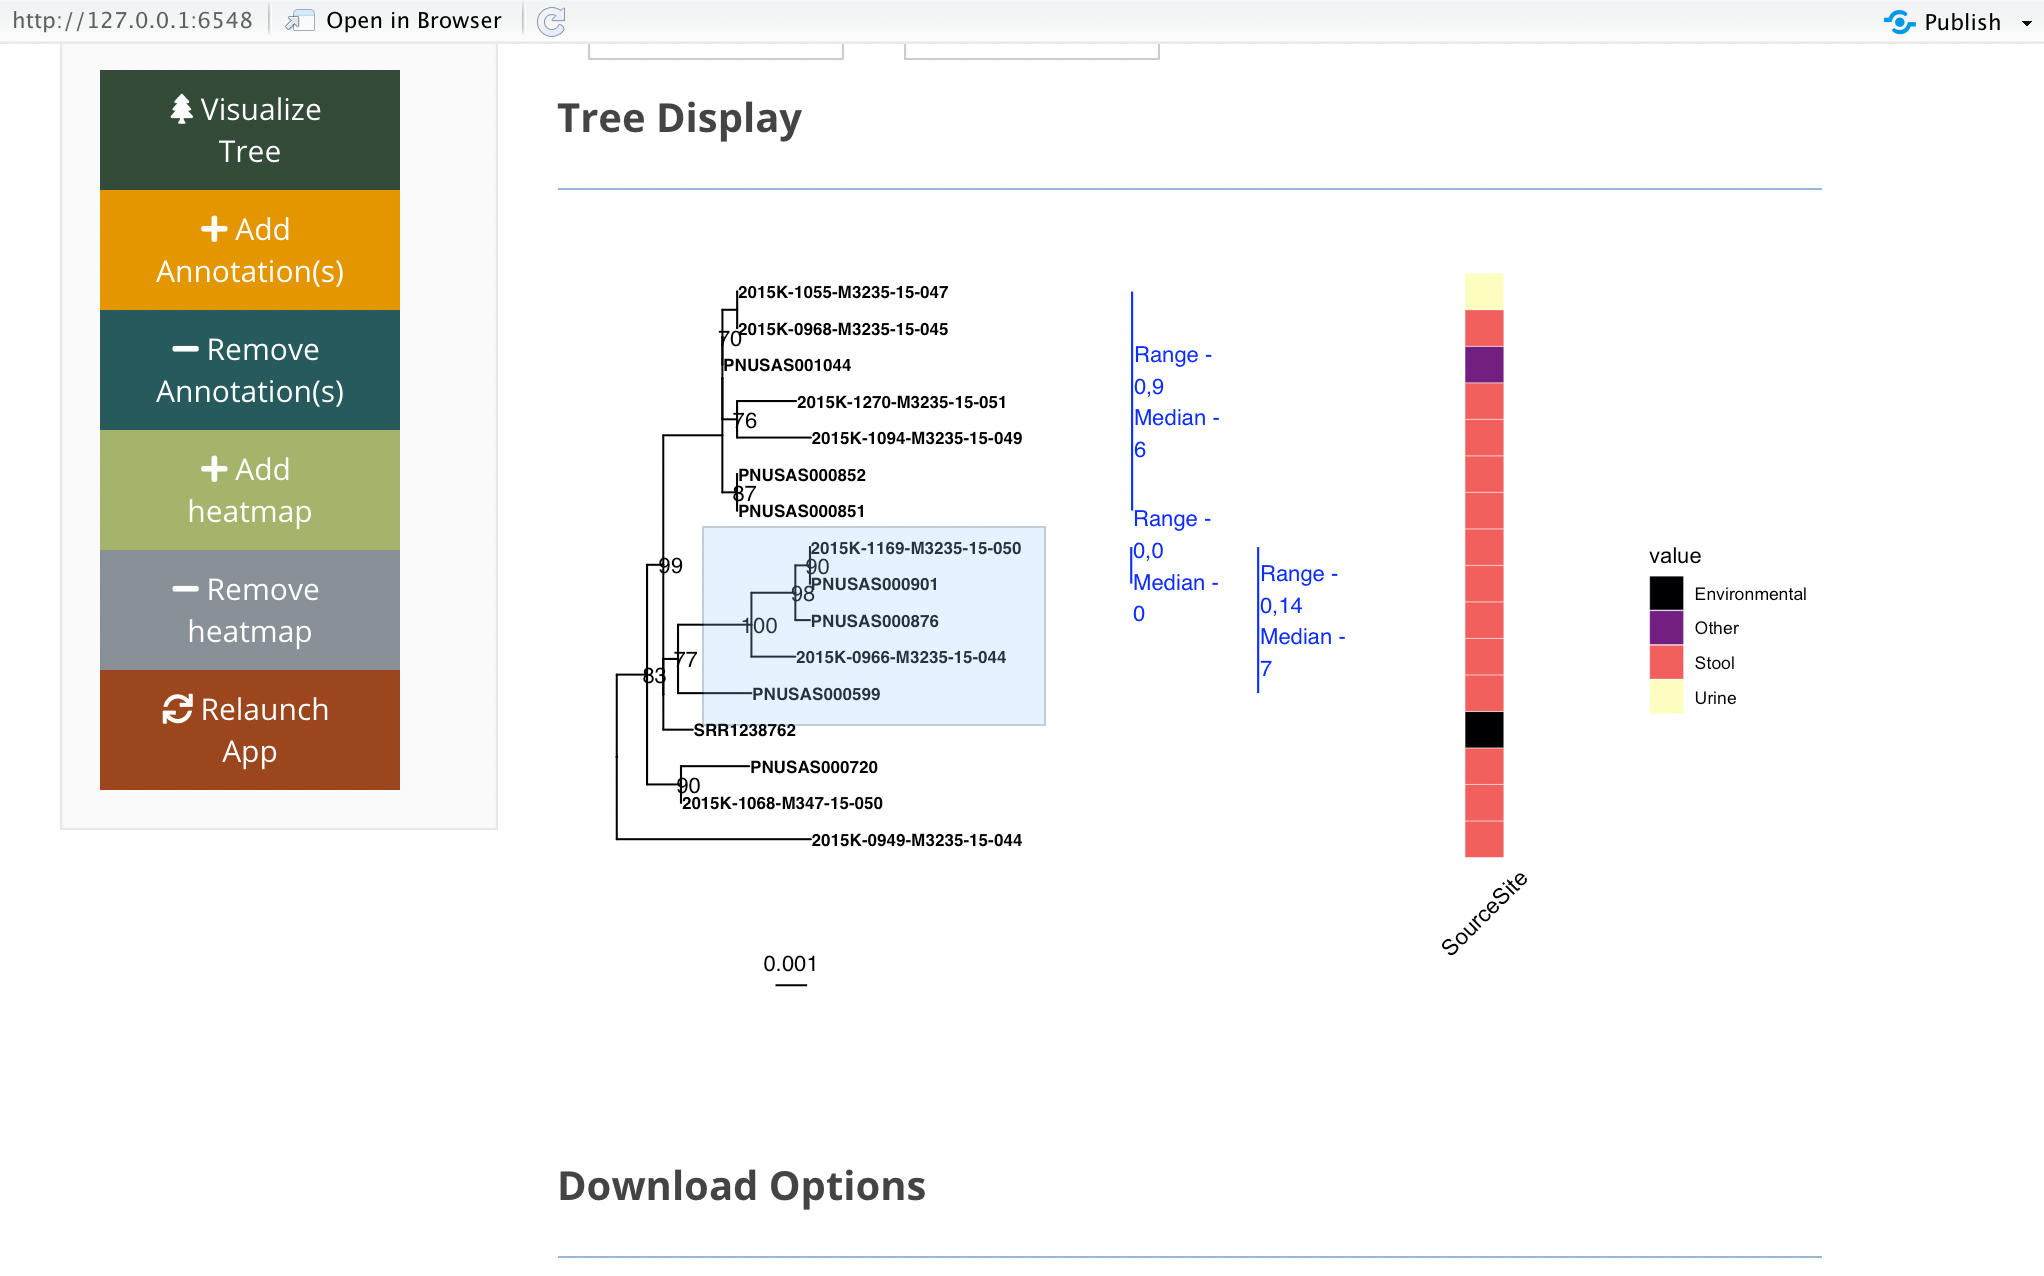 http://127.0.0.1:6548 Open in Browser Publish
Visualize
Tree
Add
Annotation(s)
Remove
Annotation(s)
Add
heatmap
Remove
heatmap
Relaunch
App
Tree Display
2015K-1055-M3235-15-047
2015K-0968-M3235-15-045
70
PNUSAS001044
2015K-1270-M3235-15-051
76
2015K-1094-M3235-15-049
PNUSAS000852
87
PNUSAS000851
2015K-1169-M3235-15-050
99
90
PNUSAS000901
98
PNUSAS000876
100
2015K-0966-M3235-15-044
77
83
PNUSAS000599
SRR1238762
PNUSAS000720
90
2015K-1068-M347-15-050
2015K-0949-M3235-15-044
0.001
Range -
0,9
Median -
6
Range -
0,0
Median -
0
Range -
0,14
Median -
7
SourceSite
value
Environmental
Other
Stool
Urine
Download Options